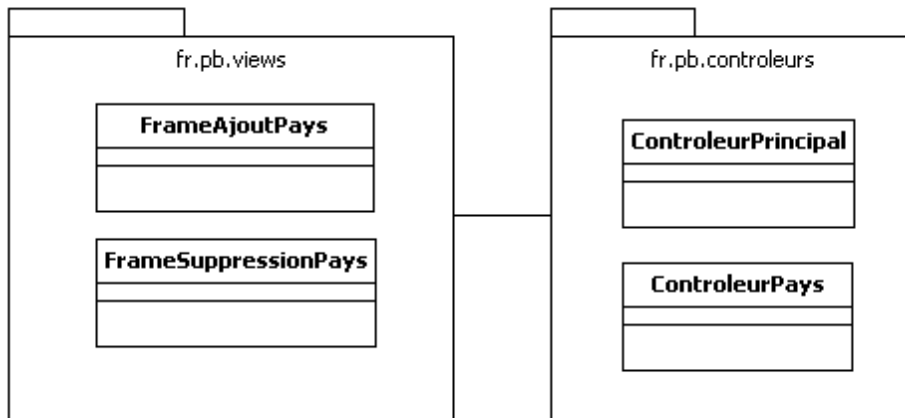 fr.pb.views
FrameAjoutPays
FrameSuppressionPays
fr.pb.controleurs
ControleurPrincipal
ControleurPays